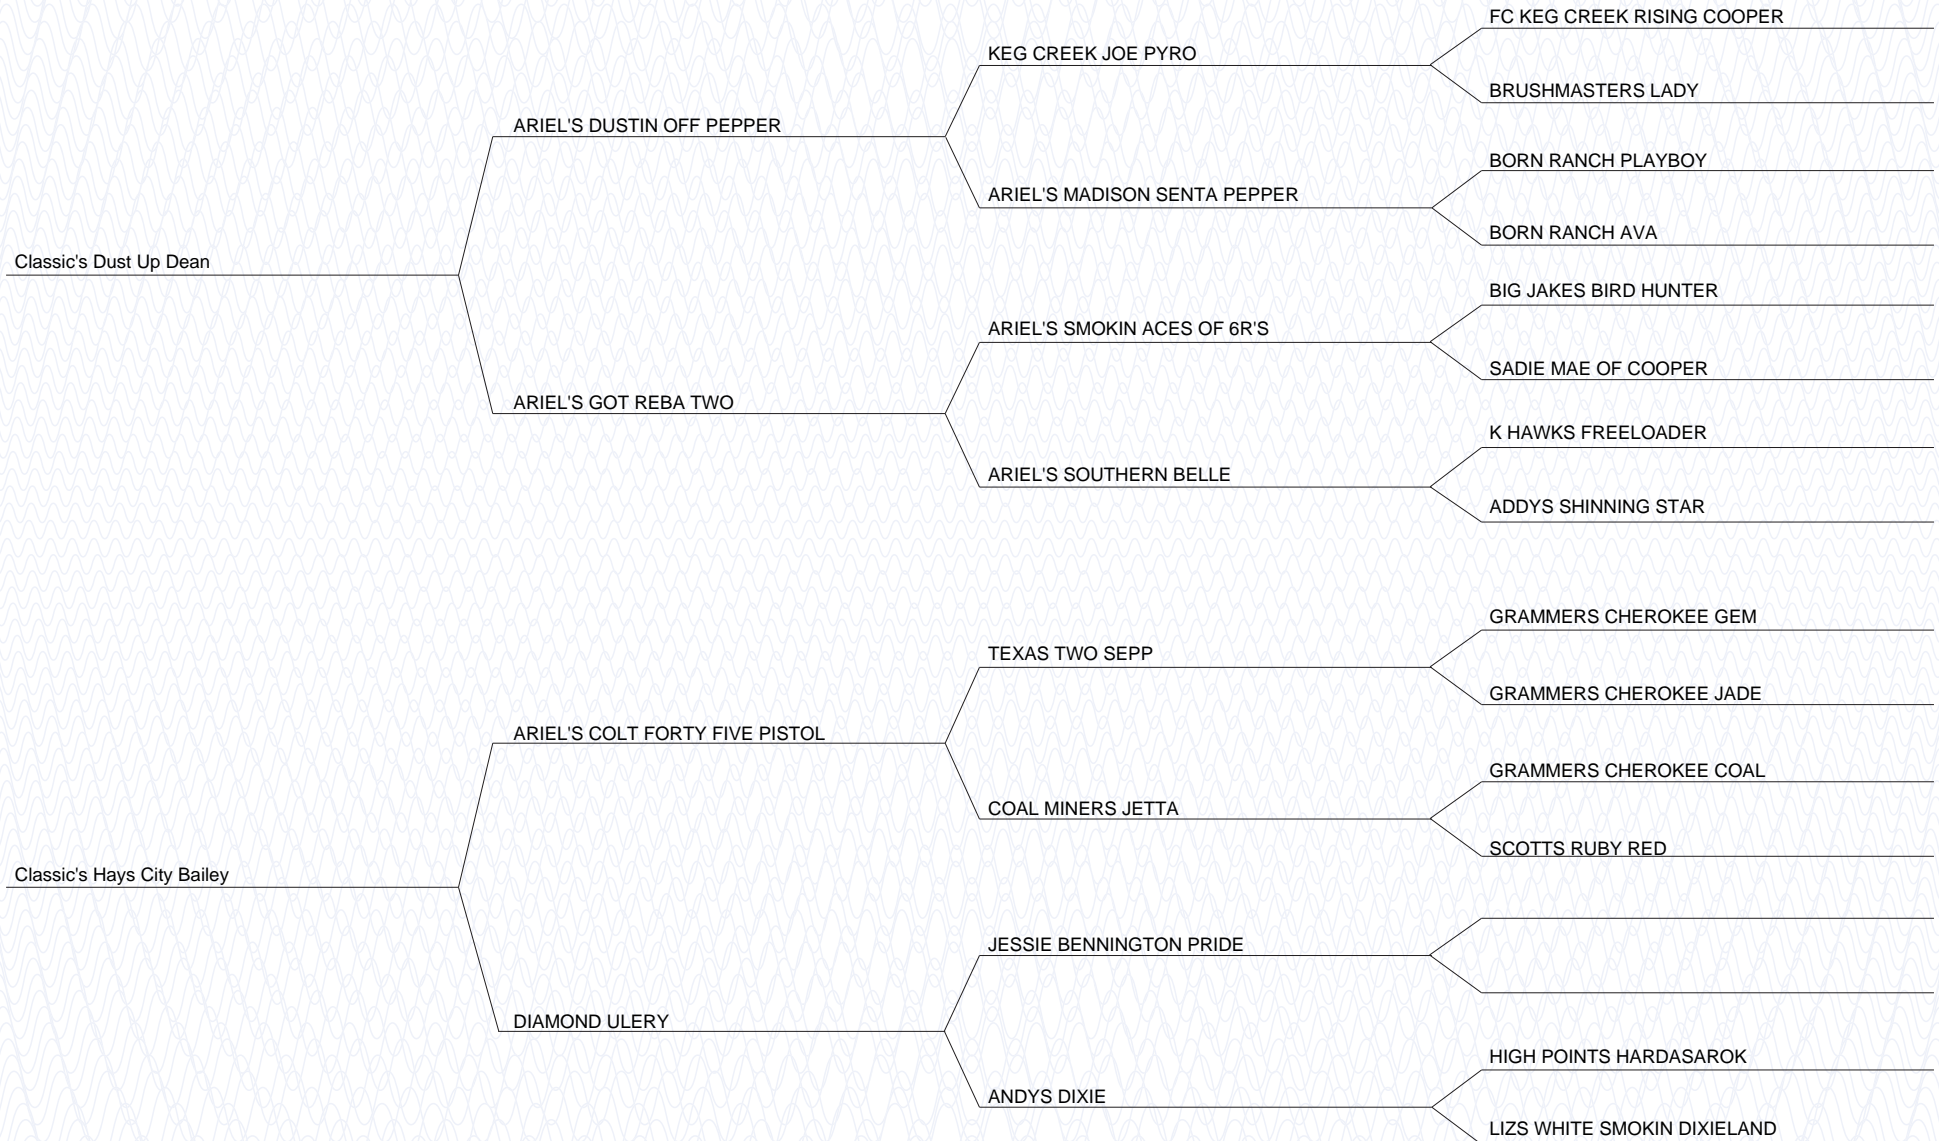 FC KEG CREEK RISING COOPER
KEG CREEK JOE PYRO
BRUSHMASTERS LADY
ARIEL'S DUSTIN OFF PEPPER
BORN RANCH PLAYBOY
ARIEL'S MADISON SENTA PEPPER
BORN RANCH AVA
Classic's Dust Up Dean
BIG JAKES BIRD HUNTER
ARIEL'S SMOKIN ACES OF 6R'S
SADIE MAE OF COOPER
ARIEL'S GOT REBA TWO
K HAWKS FREELOADER
ARIEL'S SOUTHERN BELLE
ADDYS SHINNING STAR
GRAMMERS CHEROKEE GEM
TEXAS TWO SEPP
GRAMMERS CHEROKEE JADE
ARIEL'S COLT FORTY FIVE PISTOL
GRAMMERS CHEROKEE COAL
COAL MINERS JETTA
SCOTTS RUBY RED
Classic's Hays City Bailey
JESSIE BENNINGTON PRIDE
DIAMOND ULERY
HIGH POINTS HARDASAROK
ANDYS DIXIE
LIZS WHITE SMOKIN DIXIELAND